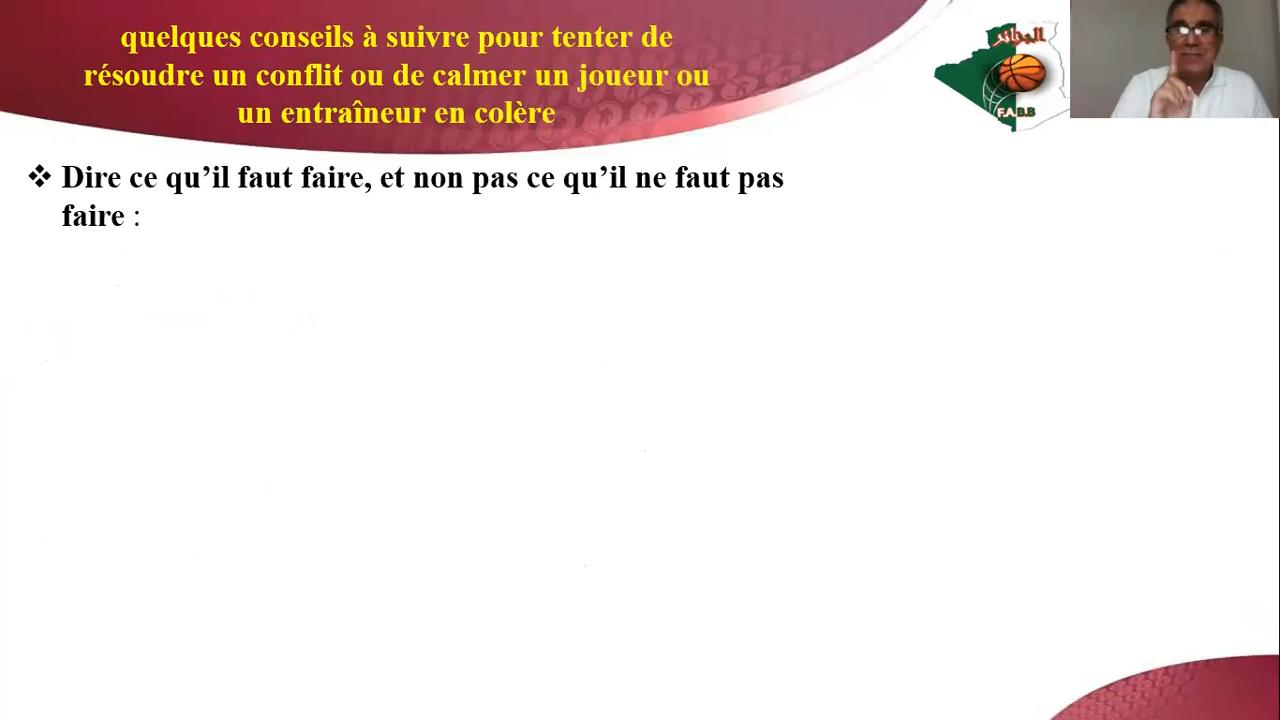 quelques conseils à suivre pour tenter de
résoudre un conflit ou de calmer un joueur ou
un entraîneur en colère
الجزائر
F.A.B.B
❖ Dire ce qu’il faut faire, et non pas ce qu’il ne faut pas
faire :